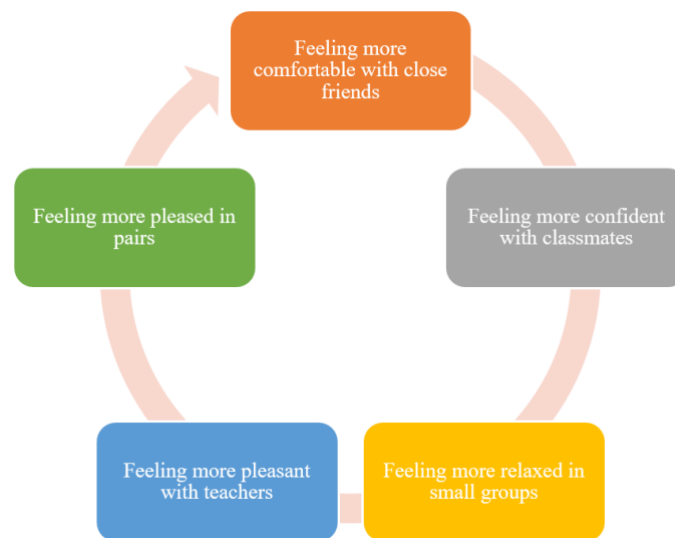 Feeling more
comfortable with close
friends
Feeling more confident
with classmates
Feeling more relaxed in
small groups
Feeling more pleasant
with teachers
Feeling more pleased in
pairs